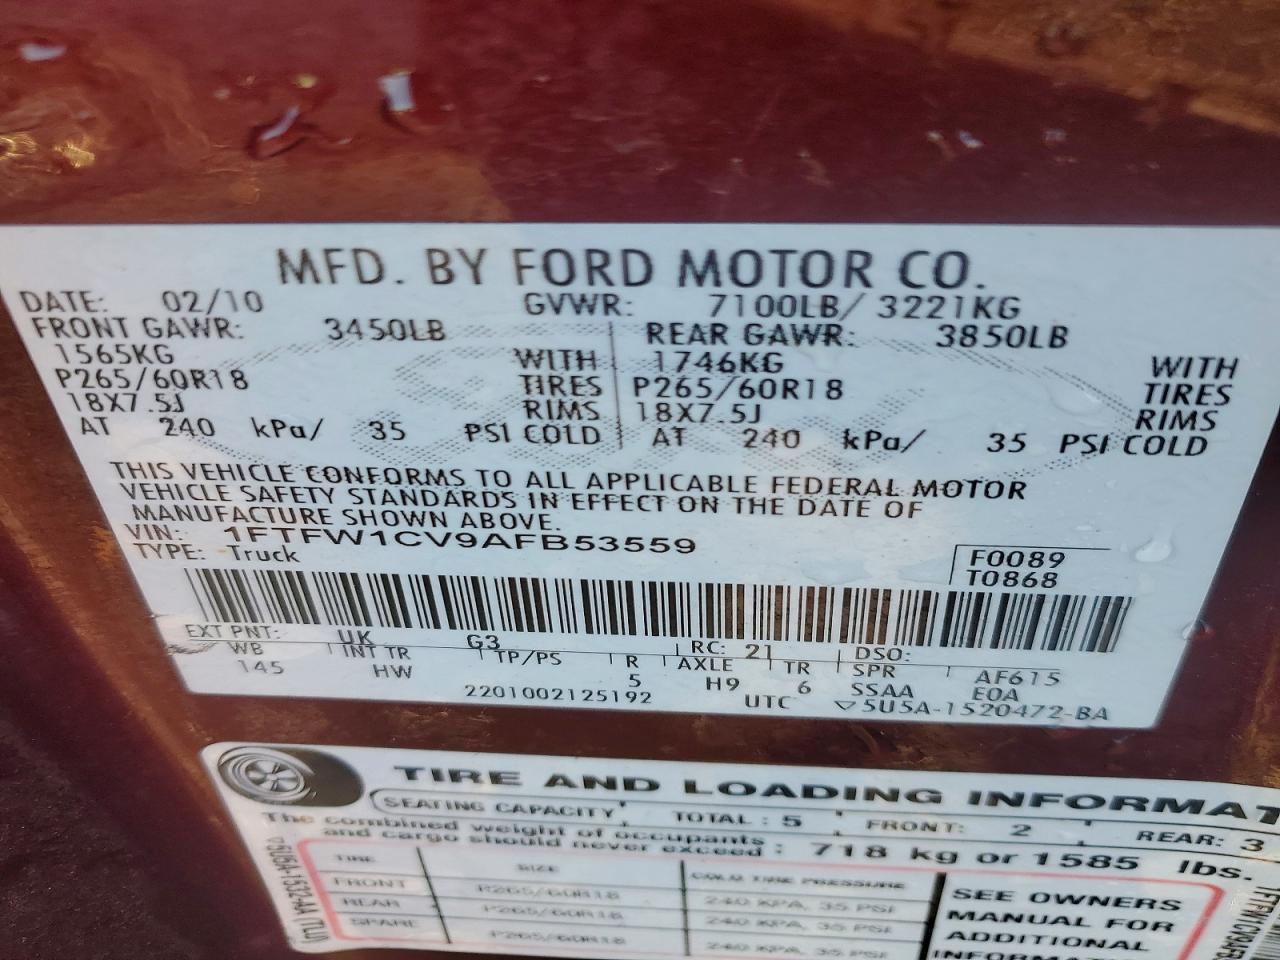 MFD. BY FORD MOTOR CO.
DATE: 02/10 GVWR: 7100LB/ 3221KG
FRONT GAWR: 3450LB REAR GAWR: 3850LB
1565KG WITH 1746KG WITH
P265/60R18 TIRES P265/60R18 TIRES
18X7.5J RIMS 18X7.5J RIMS
AT 240 kPa/ 35 PSI COLD AT 240 kPa/ 35 PSI COLD
THIS VEHICLE CONFORMS TO ALL APPLICABLE FEDERAL MOTOR
VEHICLE SAFETY STANDARDS IN EFFECT ON THE DATE OF
MANUFACTURE SHOWN ABOVE.
VIN: 1FTFW1CV9AFB53559
TYPE: Truck
F0089
T0868
EXT PNT: UK G3 RC: 21 DSO:
WB INT TR TP/PS R AXLE TR SPR AF615
145 HW 5 H9 6 SSAA E0A
2201002125192 UTC ▽5U5A-1520472-BA
TIRE AND LOADING INFORMAT
SEATING CAPACITY TOTAL : 5 FRONT: 2 REAR: 3
The combined weight of occupants
and cargo should never exceed : 718 kg or 1585 lbs.
TIRE SIZE COLD TIRE PRESSURE
FRONT P265/60R18 240 KPA, 35 PSI
REAR P265/60R18 240 KPA, 35 PSI
SPARE P265/60R18 240 KPA, 35 PSI
SEE OWNERS
MANUAL FOR
ADDITIONAL